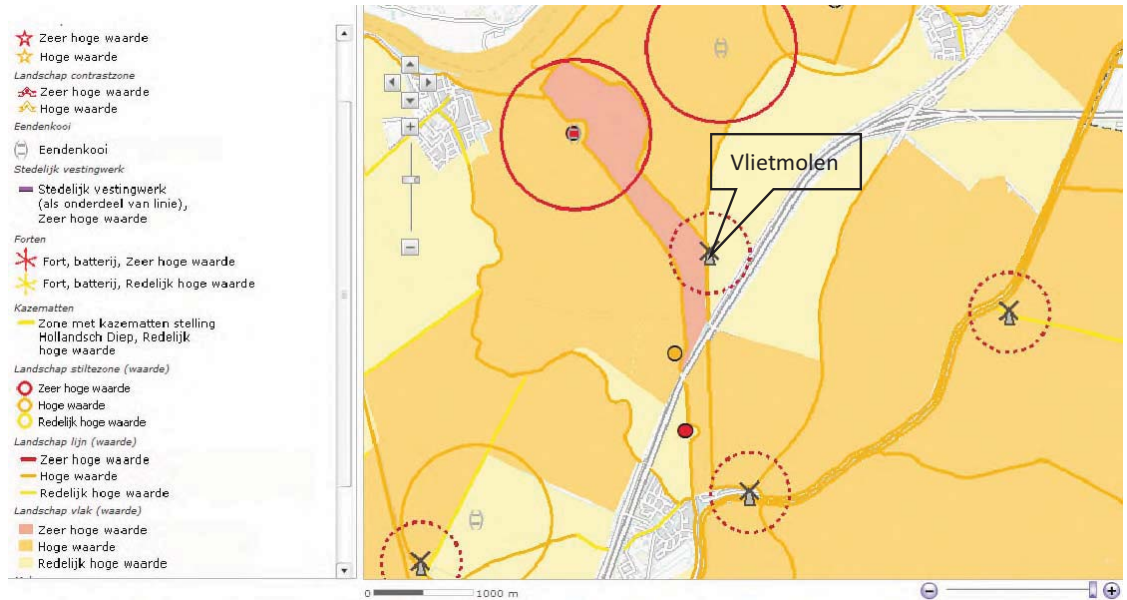 Zeer hoge waarde
Hoge waarde
Landschap contrastzone
Zeer hoge waarde
Hoge waarde
Eendenkooi
Eendenkooi
Stedelijk vestingwerk
Stedelijk vestingwerk
(als onderdeel van linie),
Zeer hoge waarde
Forten
Fort, batterij, Zeer hoge waarde
Fort, batterij, Redelijk hoge waarde
Kazematten
Zone met kazematten stelling
Hollandsch Diep, Redelijk
hoge waarde
Landschap stiltezone (waarde)
Zeer hoge waarde
Hoge waarde
Redelijk hoge waarde
Landschap lijn (waarde)
Zeer hoge waarde
Hoge waarde
Redelijk hoge waarde
Landschap vlak (waarde)
Zeer hoge waarde
Hoge waarde
Redelijk hoge waarde
Vlietmolen
0 1000 m